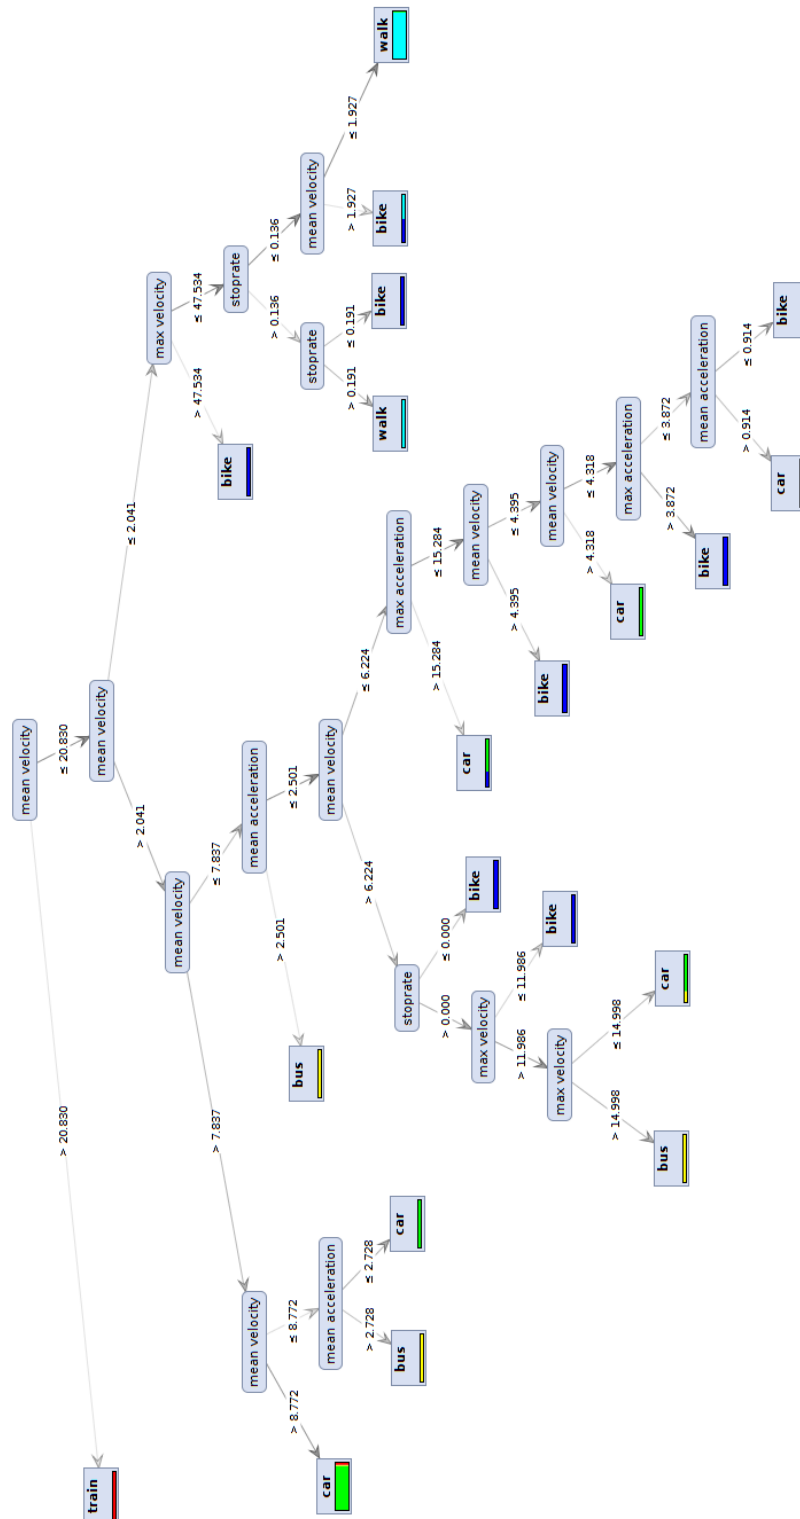 mean velocity
> 20.830
≤ 20.830
train
mean velocity
> 2.041
≤ 2.041
mean velocity
max velocity
> 7.837
≤ 7.837
> 47.534
≤ 47.534
mean velocity
mean acceleration
bike
stoprate
> 8.772
≤ 8.772
> 2.501
≤ 2.501
> 0.136
≤ 0.136
car
mean acceleration
bus
mean velocity
stoprate
mean velocity
> 2.728
≤ 2.728
> 6.224
≤ 6.224
> 0.191
≤ 0.191
> 1.927
≤ 1.927
bus
car
stoprate
max acceleration
walk
bike
bike
walk
> 0.000
≤ 0.000
> 15.284
≤ 15.284
max velocity
bike
car
mean velocity
> 11.986
≤ 11.986
> 4.395
≤ 4.395
max velocity
bike
bike
mean velocity
> 14.998
≤ 14.998
> 4.318
≤ 4.318
bus
car
car
max acceleration
> 3.872
≤ 3.872
bike
mean acceleration
> 0.914
≤ 0.914
car
bike